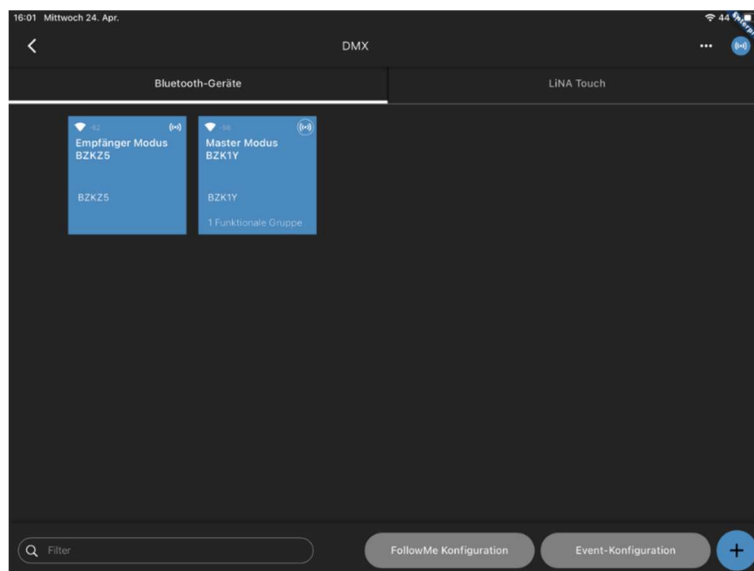 16:01 Mittwoch 24. Apr.
44
DMX
Bluetooth-Geräte
LiNA Touch
Empfänger Modus
BZKZ5
BZKZ5
Master Modus
BZK1Y
BZK1Y
1 Funktionale Gruppe
Filter
FollowMe Konfiguration
Event-Konfiguration